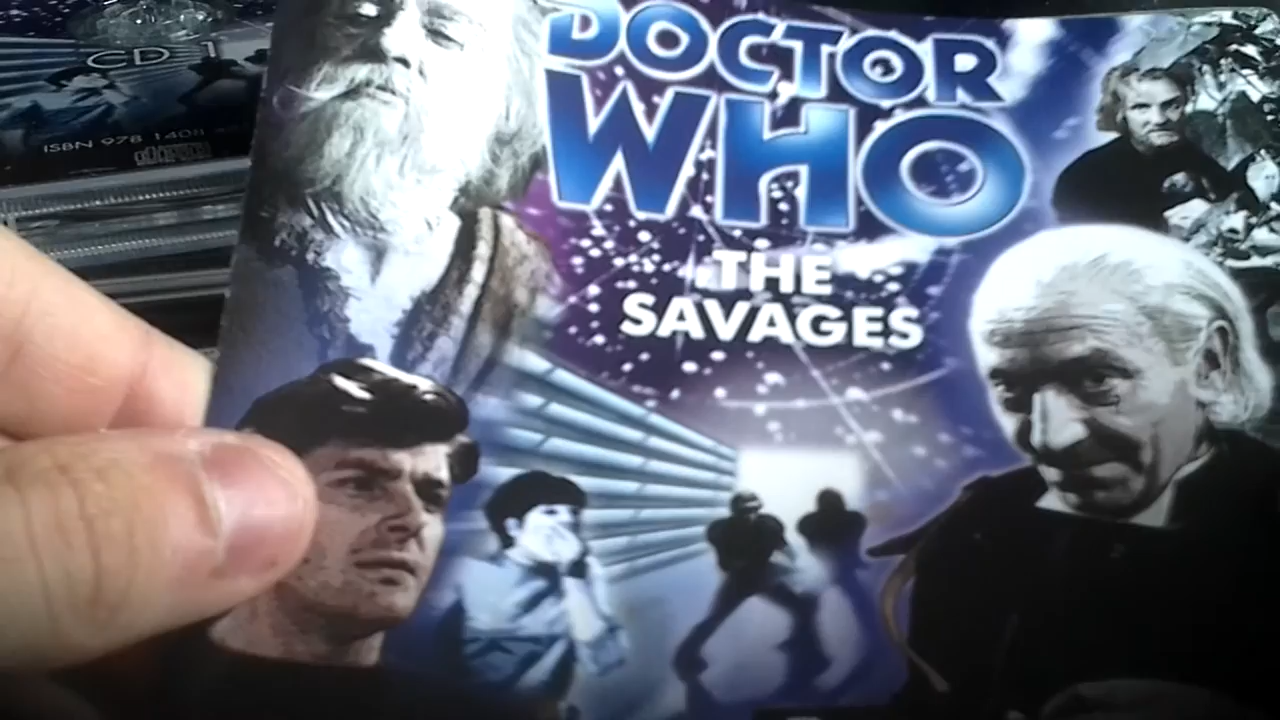 CD 1
ISBN 978 1408
DOCTOR
WHO
THE
SAVAGES